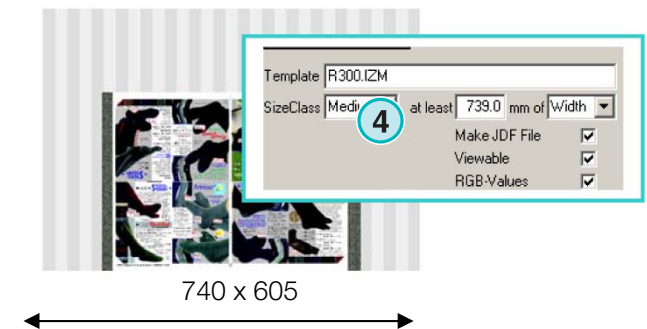 Template R300.IZM
SizeClass Mediu 4 at least 739.0 mm of Width
Make JDF File
Viewable
RGB-Values
740 x 605